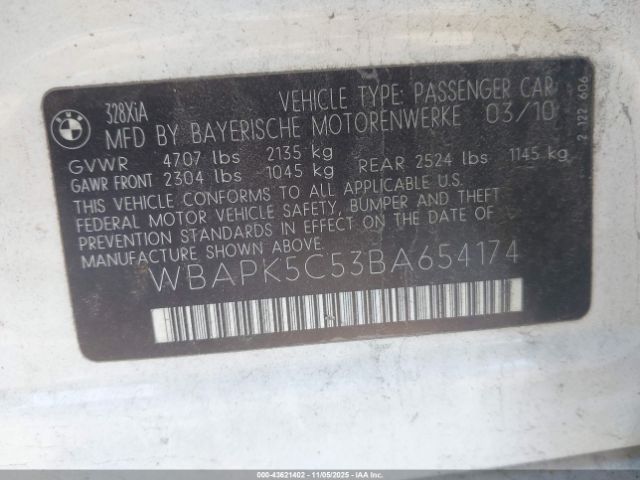 BMW
328XiA
VEHICLE TYPE: PASSENGER CAR
MFD BY BAYERISCHE MOTORENWERKE 03/10
GVWR 4707 lbs 2135 kg
GAWR FRONT 2304 lbs 1045 kg REAR 2524 lbs 1145 kg
THIS VEHICLE CONFORMS TO ALL APPLICABLE U.S.
FEDERAL MOTOR VEHICLE SAFETY, BUMPER AND THEFT
PREVENTION STANDARDS IN EFFECT ON THE DATE OF
MANUFACTURE SHOWN ABOVE.
WBAPK5C53BA654174
2 122 606
000-43621402 - 11/05/2025 - IAAI.COM